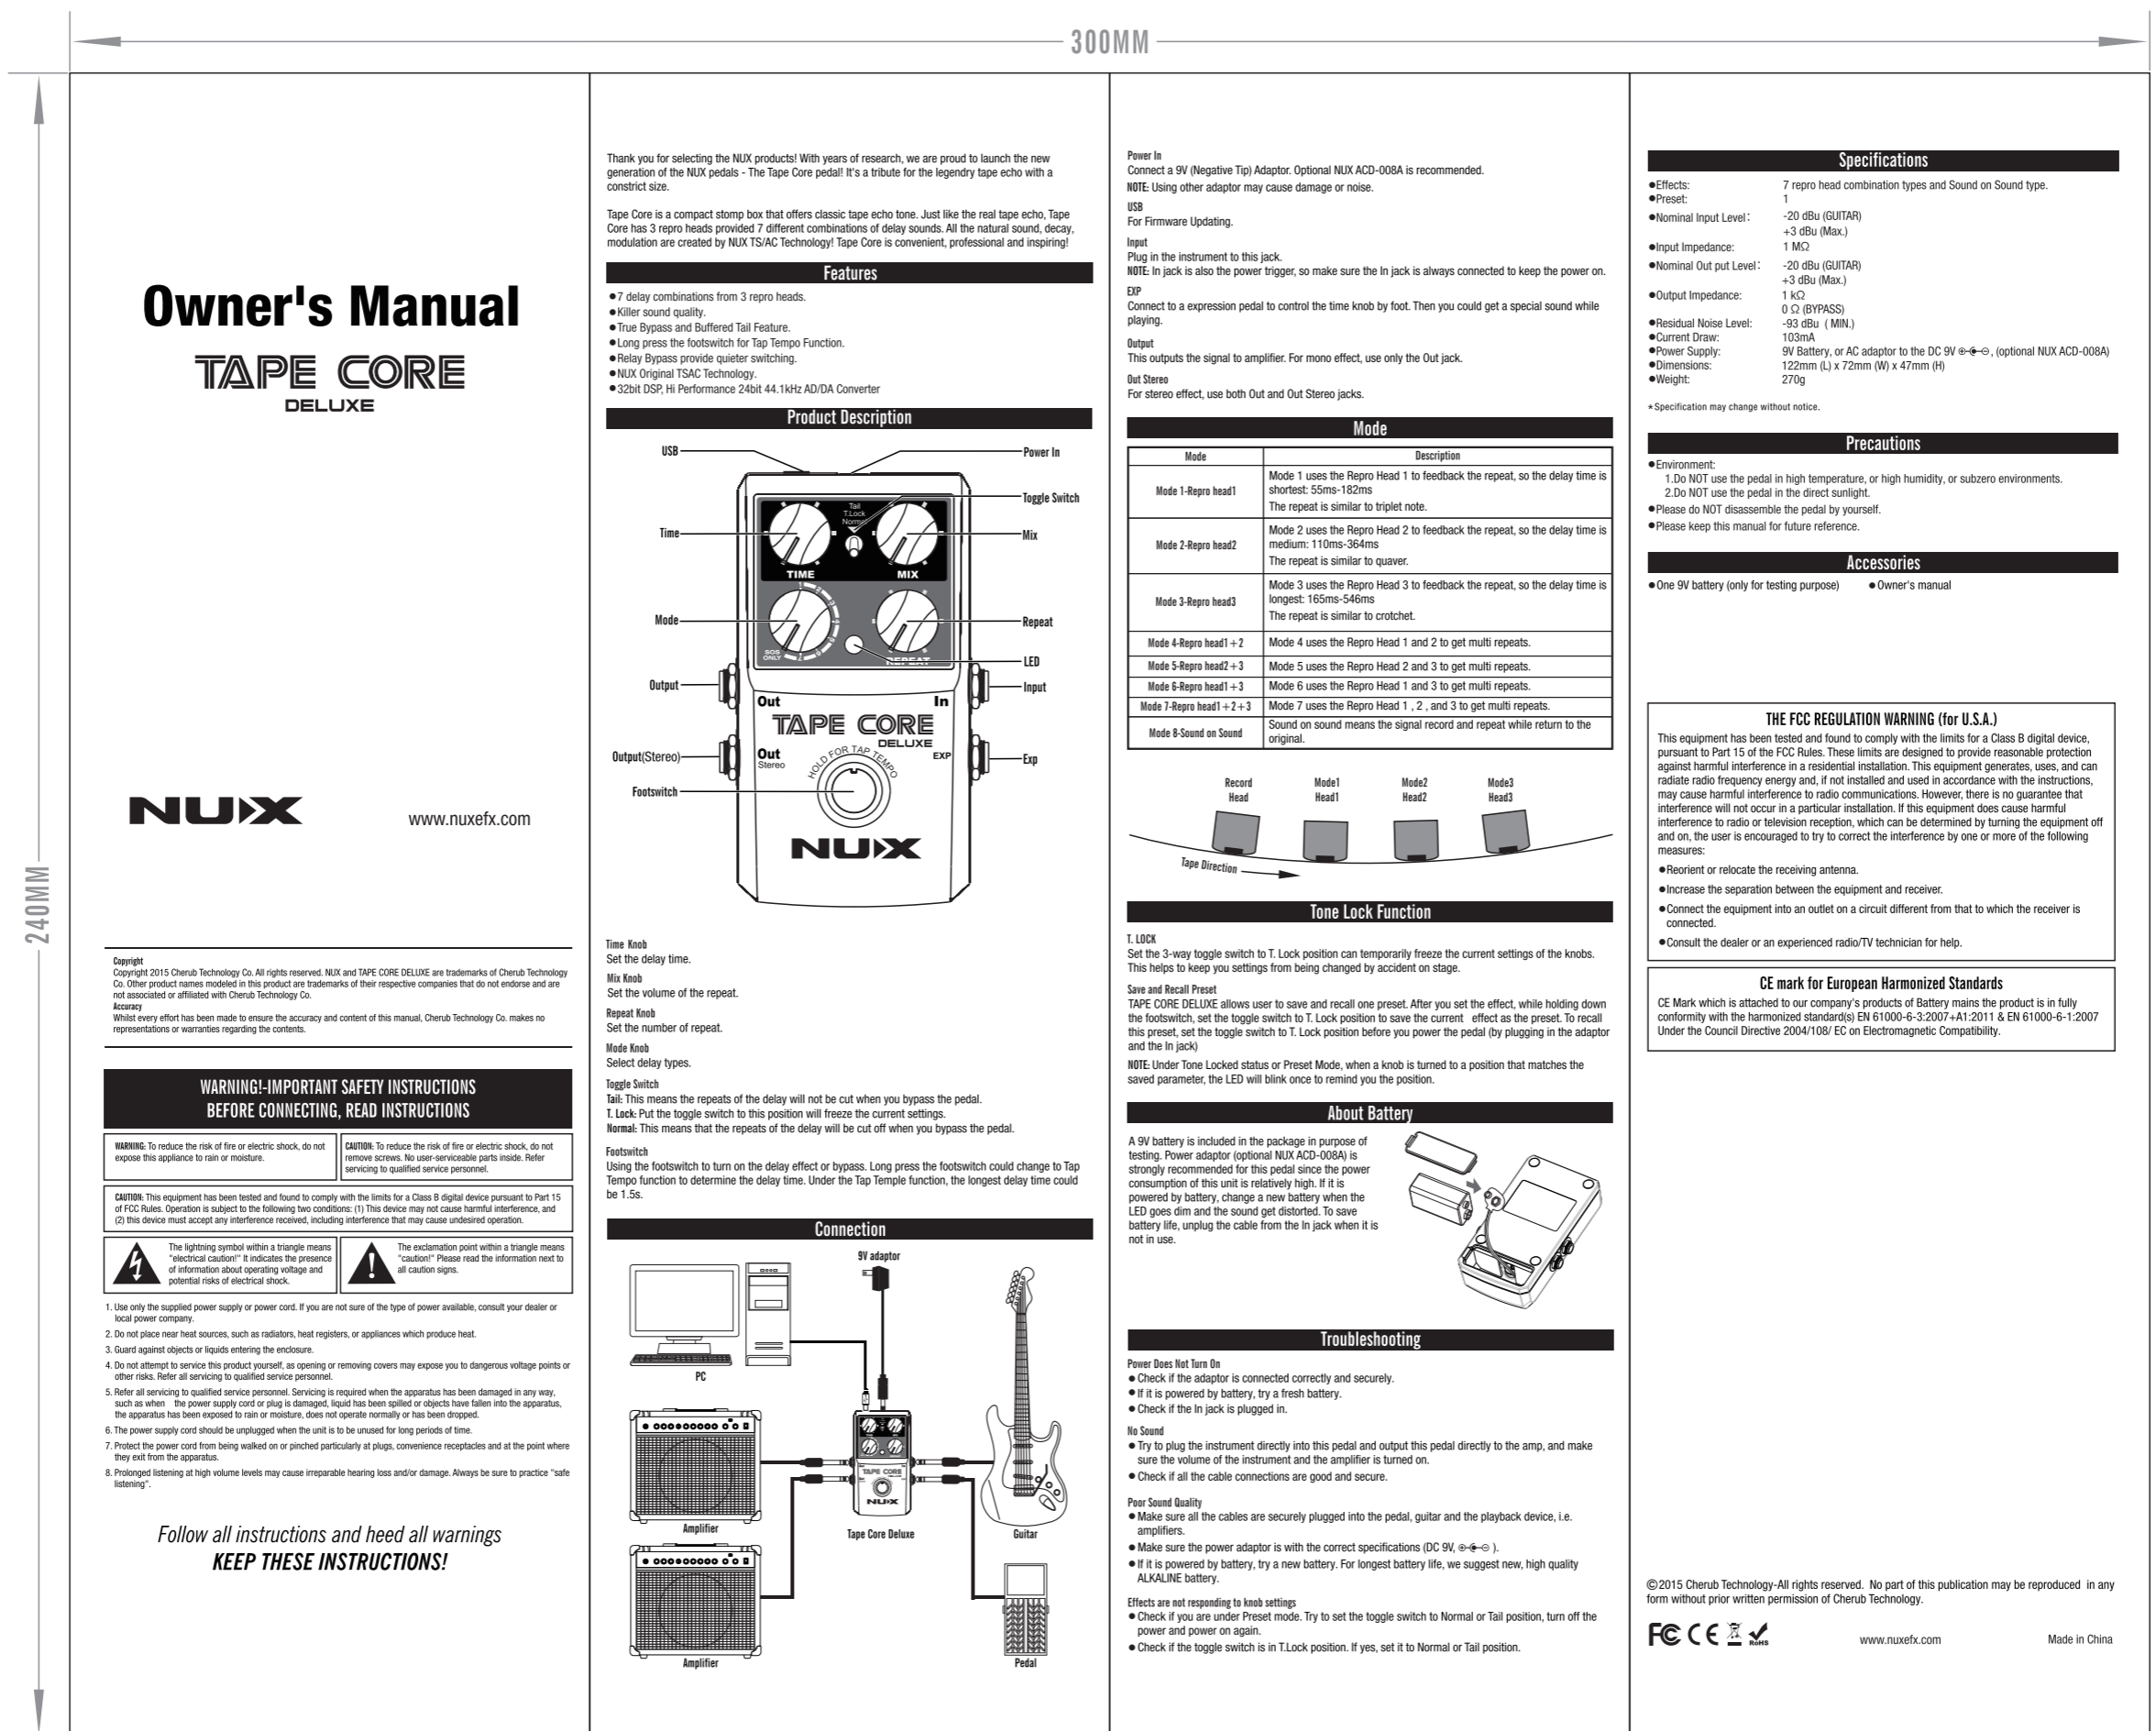 300MM
240MM
Owner's Manual
TAPE CORE
DELUXE
NUX
www.nuxefx.com
Copyright
Copyright 2015 Cherub Technology Co. All rights reserved. NUX and TAPE CORE DELUXE are trademarks of Cherub Technology
Co. Other product names modeled in this product are trademarks of their respective companies that do not endorse and are
not associated or affiliated with Cherub Technology Co.
Accuracy
Whilst every effort has been made to ensure the accuracy and content of this manual, Cherub Technology Co. makes no
representations or warranties regarding the contents.
WARNING!-IMPORTANT SAFETY INSTRUCTIONS
BEFORE CONNECTING, READ INSTRUCTIONS
WARNING: To reduce the risk of fire or electric shock, do not
expose this appliance to rain or moisture.
CAUTION: To reduce the risk of fire or electric shock, do not
remove screws. No user-serviceable parts inside. Refer
servicing to qualified service personnel.
CAUTION: This equipment has been tested and found to comply with the limits for a Class B digital device pursuant to Part 15
of FCC Rules. Operation is subject to the following two conditions: (1) This device may not cause harmful interference, and
(2) this device must accept any interference received, including interference that may cause undesired operation.
The lightning symbol within a triangle means
"electrical caution!" It indicates the presence
of information about operating voltage and
potential risks of electrical shock.
The exclamation point within a triangle means
"caution!" Please read the information next to
all caution signs.
1. Use only the supplied power supply or power cord. If you are not sure of the type of power available, consult your dealer or
local power company.
2. Do not place near heat sources, such as radiators, heat registers, or appliances which produce heat.
3. Guard against objects or liquids entering the enclosure.
4. Do not attempt to service this product yourself, as opening or removing covers may expose you to dangerous voltage points or
other risks. Refer all servicing to qualified service personnel.
5. Refer all servicing to qualified service personnel. Servicing is required when the apparatus has been damaged in any way,
such as when the power supply cord or plug is damaged, liquid has been spilled or objects have fallen into the apparatus,
the apparatus has been exposed to rain or moisture, does not operate normally or has been dropped.
6. The power supply cord should be unplugged when the unit is to be unused for long periods of time.
7. Protect the power cord from being walked on or pinched particularly at plugs, convenience receptacles and at the point where
they exit from the apparatus.
8. Prolonged listening at high volume levels may cause irreparable hearing loss and/or damage. Always be sure to practice "safe
listening".
Follow all instructions and heed all warnings
KEEP THESE INSTRUCTIONS!
Thank you for selecting the NUX products! With years of research, we are proud to launch the new
generation of the NUX pedals - The Tape Core pedal! It's a tribute for the legendry tape echo with a
constrict size.
Tape Core is a compact stomp box that offers classic tape echo tone. Just like the real tape echo, Tape
Core has 3 repro heads provided 7 different combinations of delay sounds. All the natural sound, decay,
modulation are created by NUX TS/AC Technology! Tape Core is convenient, professional and inspiring!
Features
●7 delay combinations from 3 repro heads.
●Killer sound quality.
●True Bypass and Buffered Tail Feature.
●Long press the footswitch for Tap Tempo Function.
●Relay Bypass provide quieter switching.
●NUX Original TSAC Technology.
●32bit DSP, Hi Performance 24bit 44.1kHz AD/DA Converter
Product Description
USB
Power In
Toggle Switch
Time
Mix
Mode
Repeat
LED
Output
Input
Output(Stereo)
Exp
Footswitch
Tail
T.Lock
Normal
TIME
MIX
1
2
3
4
5
6
7
SOS
ONLY
REPEAT
Out
In
TAPE CORE
DELUXE
Out
Stereo
HOLD FOR TAP TEMPO
EXP
NUX
Time Knob
Set the delay time.
Mix Knob
Set the volume of the repeat.
Repeat Knob
Set the number of repeat.
Mode Knob
Select delay types.
Toggle Switch
Tail: This means the repeats of the delay will not be cut when you bypass the pedal.
T. Lock: Put the toggle switch to this position will freeze the current settings.
Normal: This means that the repeats of the delay will be cut off when you bypass the pedal.
Footswitch
Using the footswitch to turn on the delay effect or bypass. Long press the footswitch could change to Tap
Tempo function to determine the delay time. Under the Tap Temple function, the longest delay time could
be 1.5s.
Connection
9V adaptor
PC
TAPE CORE
NUX
Amplifier
Tape Core Deluxe
Guitar
Amplifier
Pedal
Power In
Connect a 9V (Negative Tip) Adaptor. Optional NUX ACD-008A is recommended.
NOTE: Using other adaptor may cause damage or noise.
USB
For Firmware Updating.
Input
Plug in the instrument to this jack.
NOTE: In jack is also the power trigger, so make sure the In jack is always connected to keep the power on.
EXP
Connect to a expression pedal to control the time knob by foot. Then you could get a special sound while
playing.
Output
This outputs the signal to amplifier. For mono effect, use only the Out jack.
Out Stereo
For stereo effect, use both Out and Out Stereo jacks.
Mode
Mode Description
Mode 1-Repro head1
Mode 1 uses the Repro Head 1 to feedback the repeat, so the delay time is
shortest: 55ms-182ms
The repeat is similar to triplet note.
Mode 2-Repro head2
Mode 2 uses the Repro Head 2 to feedback the repeat, so the delay time is
medium: 110ms-364ms
The repeat is similar to quaver.
Mode 3-Repro head3
Mode 3 uses the Repro Head 3 to feedback the repeat, so the delay time is
longest: 165ms-546ms
The repeat is similar to crotchet.
Mode 4-Repro head1+2 Mode 4 uses the Repro Head 1 and 2 to get multi repeats.
Mode 5-Repro head2+3 Mode 5 uses the Repro Head 2 and 3 to get multi repeats.
Mode 6-Repro head1+3 Mode 6 uses the Repro Head 1 and 3 to get multi repeats.
Mode 7-Repro head1+2+3 Mode 7 uses the Repro Head 1 , 2 , and 3 to get multi repeats.
Mode 8-Sound on Sound
Sound on sound means the signal record and repeat while return to the
original.
Record Mode1 Mode2 Mode3
Head Head1 Head2 Head3
Tape Direction
Tone Lock Function
T. LOCK
Set the 3-way toggle switch to T. Lock position can temporarily freeze the current settings of the knobs.
This helps to keep you settings from being changed by accident on stage.
Save and Recall Preset
TAPE CORE DELUXE allows user to save and recall one preset. After you set the effect, while holding down
the footswitch, set the toggle switch to T. Lock position to save the current effect as the preset. To recall
this preset, set the toggle switch to T. Lock position before you power the pedal (by plugging in the adaptor
and the In jack)
NOTE: Under Tone Locked status or Preset Mode, when a knob is turned to a position that matches the
saved parameter, the LED will blink once to remind you the position.
About Battery
A 9V battery is included in the package in purpose of
testing. Power adaptor (optional NUX ACD-008A) is
strongly recommended for this pedal since the power
consumption of this unit is relatively high. If it is
powered by battery, change a new battery when the
LED goes dim and the sound get distorted. To save
battery life, unplug the cable from the In jack when it is
not in use.
Troubleshooting
Power Does Not Turn On
● Check if the adaptor is connected correctly and securely.
● If it is powered by battery, try a fresh battery.
● Check if the In jack is plugged in.
No Sound
● Try to plug the instrument directly into this pedal and output this pedal directly to the amp, and make
sure the volume of the instrument and the amplifier is turned on.
● Check if all the cable connections are good and secure.
Poor Sound Quality
● Make sure all the cables are securely plugged into the pedal, guitar and the playback device, i.e.
amplifiers.
● Make sure the power adaptor is with the correct specifications (DC 9V, ).
● If it is powered by battery, try a new battery. For longest battery life, we suggest new, high quality
ALKALINE battery.
Effects are not responding to knob settings
● Check if you are under Preset mode. Try to set the toggle switch to Normal or Tail position, turn off the
power and power on again.
● Check if the toggle switch is in T.Lock position. If yes, set it to Normal or Tail position.
Specifications
●Effects: 7 repro head combination types and Sound on Sound type.
●Preset: 1
●Nominal Input Level: -20 dBu (GUITAR)
+3 dBu (Max.)
●Input Impedance: 1 MΩ
●Nominal Out put Level: -20 dBu (GUITAR)
+3 dBu (Max.)
●Output Impedance: 1 kΩ
0 Ω (BYPASS)
●Residual Noise Level: -93 dBu ( MIN.)
●Current Draw: 103mA
●Power Supply: 9V Battery, or AC adaptor to the DC 9V , (optional NUX ACD-008A)
●Dimensions: 122mm (L) x 72mm (W) x 47mm (H)
●Weight: 270g
*Specification may change without notice.
Precautions
●Environment:
1.Do NOT use the pedal in high temperature, or high humidity, or subzero environments.
2.Do NOT use the pedal in the direct sunlight.
●Please do NOT disassemble the pedal by yourself.
●Please keep this manual for future reference.
Accessories
●One 9V battery (only for testing purpose) ●Owner's manual
THE FCC REGULATION WARNING (for U.S.A.)
This equipment has been tested and found to comply with the limits for a Class B digital device,
pursuant to Part 15 of the FCC Rules. These limits are designed to provide reasonable protection
against harmful interference in a residential installation. This equipment generates, uses, and can
radiate radio frequency energy and, if not installed and used in accordance with the instructions,
may cause harmful interference to radio communications. However, there is no guarantee that
interference will not occur in a particular installation. If this equipment does cause harmful
interference to radio or television reception, which can be determined by turning the equipment off
and on, the user is encouraged to try to correct the interference by one or more of the following
measures:
●Reorient or relocate the receiving antenna.
●Increase the separation between the equipment and receiver.
●Connect the equipment into an outlet on a circuit different from that to which the receiver is
connected.
●Consult the dealer or an experienced radio/TV technician for help.
CE mark for European Harmonized Standards
CE Mark which is attached to our company's products of Battery mains the product is in fully
conformity with the harmonized standard(s) EN 61000-6-3:2007+A1:2011 & EN 61000-6-1:2007
Under the Council Directive 2004/108/ EC on Electromagnetic Compatibility.
©2015 Cherub Technology-All rights reserved. No part of this publication may be reproduced in any
form without prior written permission of Cherub Technology.
FC CE RoHS
www.nuxefx.com
Made in China